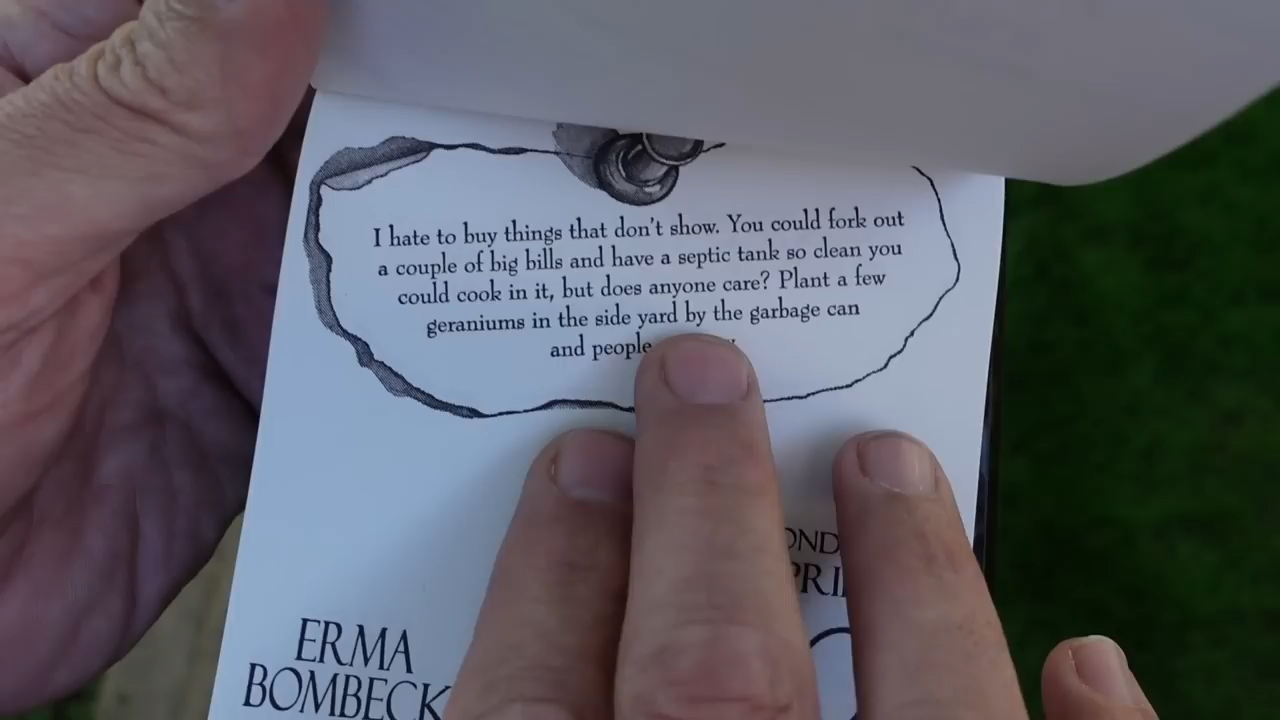 I hate to buy things that don't show. You could fork out
a couple of big bills and have a septic tank so clean you
could cook in it, but does anyone care? Plant a few
geraniums in the side yard by the garbage can
and people
ERMA
BOMBECK